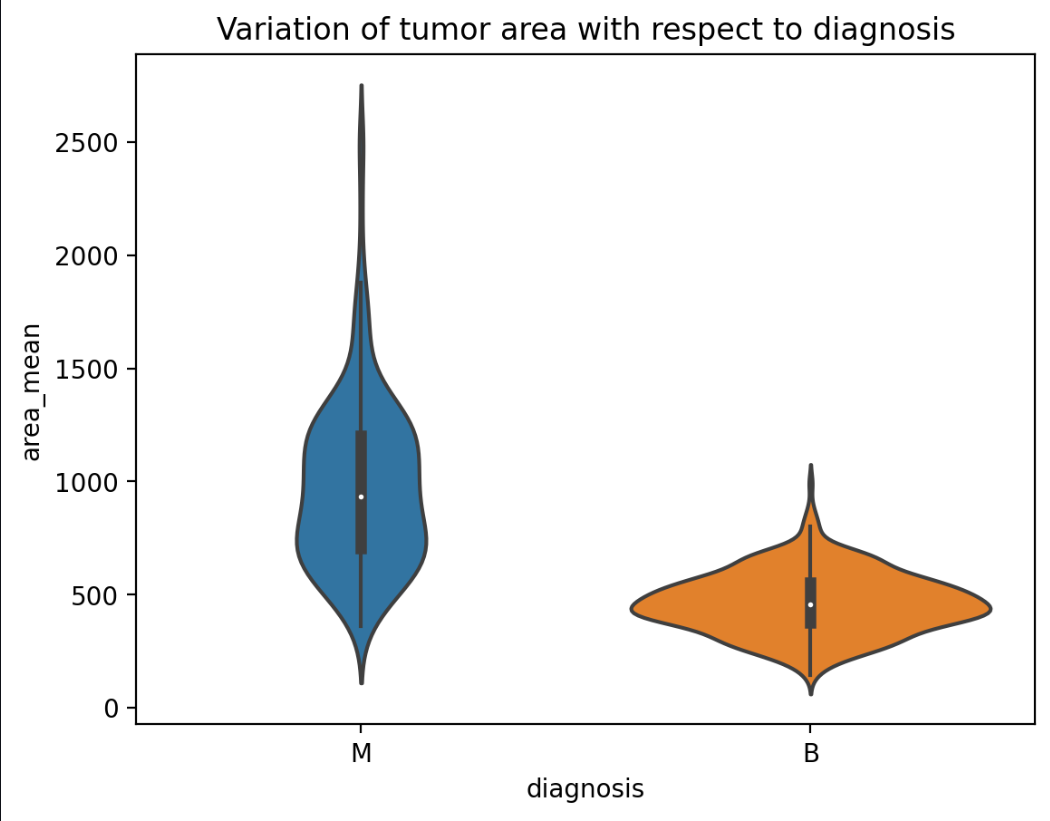 Variation of tumor area with respect to diagnosis
2500
2000
1500
1000
500
0
area_mean
M
B
diagnosis